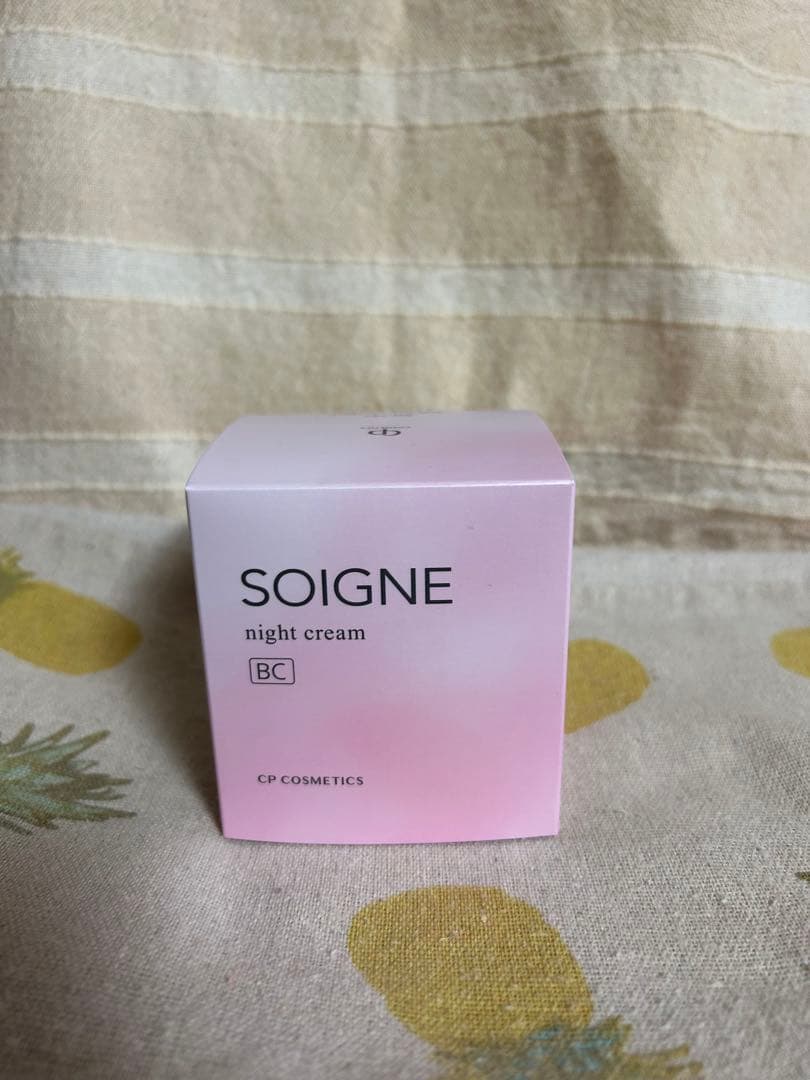 SOIGNE
night cream
BC
CP COSMETICS